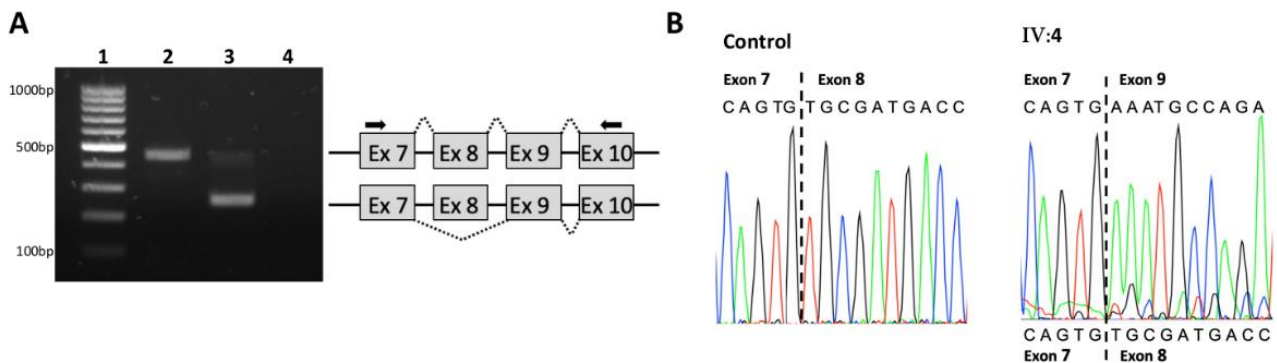 A
1 2 3 4
1000bp
500bp
100bp
Ex 7 Ex 8 Ex 9 Ex 10
Ex 7 Ex 8 Ex 9 Ex 10
B
Control
Exon 7 Exon 8
CAGTGTGCGATGACC
IV:4
Exon 7 Exon 9
CAGTGAAATGCCAGA
CAGTGTGCGATGACC
Exon 7 Exon 8